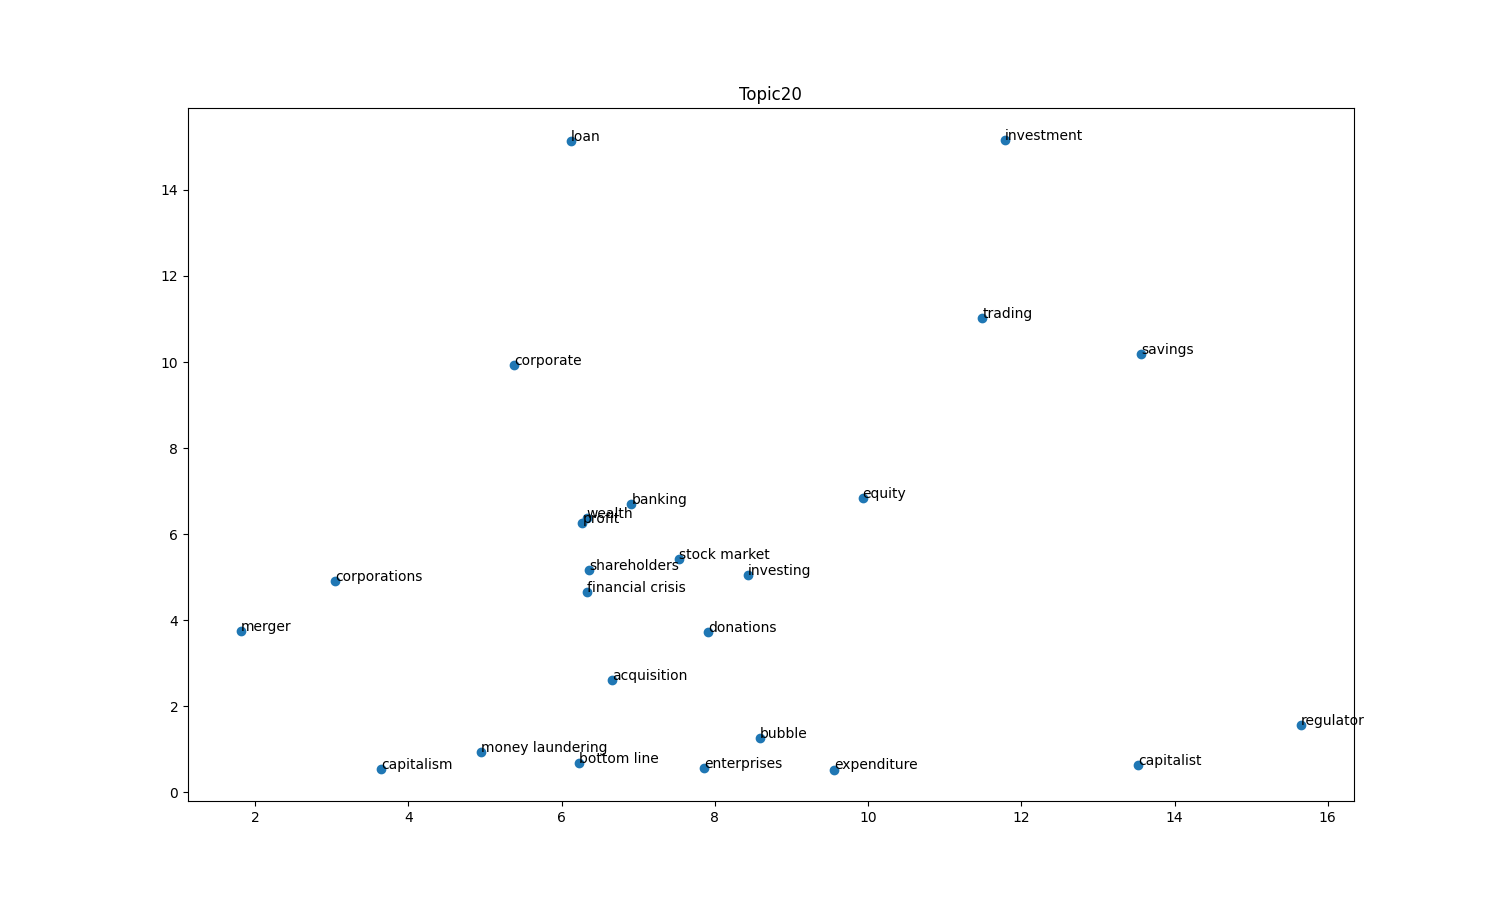 Topic20
loan
investment
14
12
trading
savings
corporate
10
8
banking
equity
wealth
profit
6
stock market
shareholders
investing
corporations
financial crisis
4
merger
donations
acquisition
2
regulator
bubble
money laundering
bottom line
capitalist
capitalism
enterprises
expenditure
0
2 4 6 8 10 12 14 16